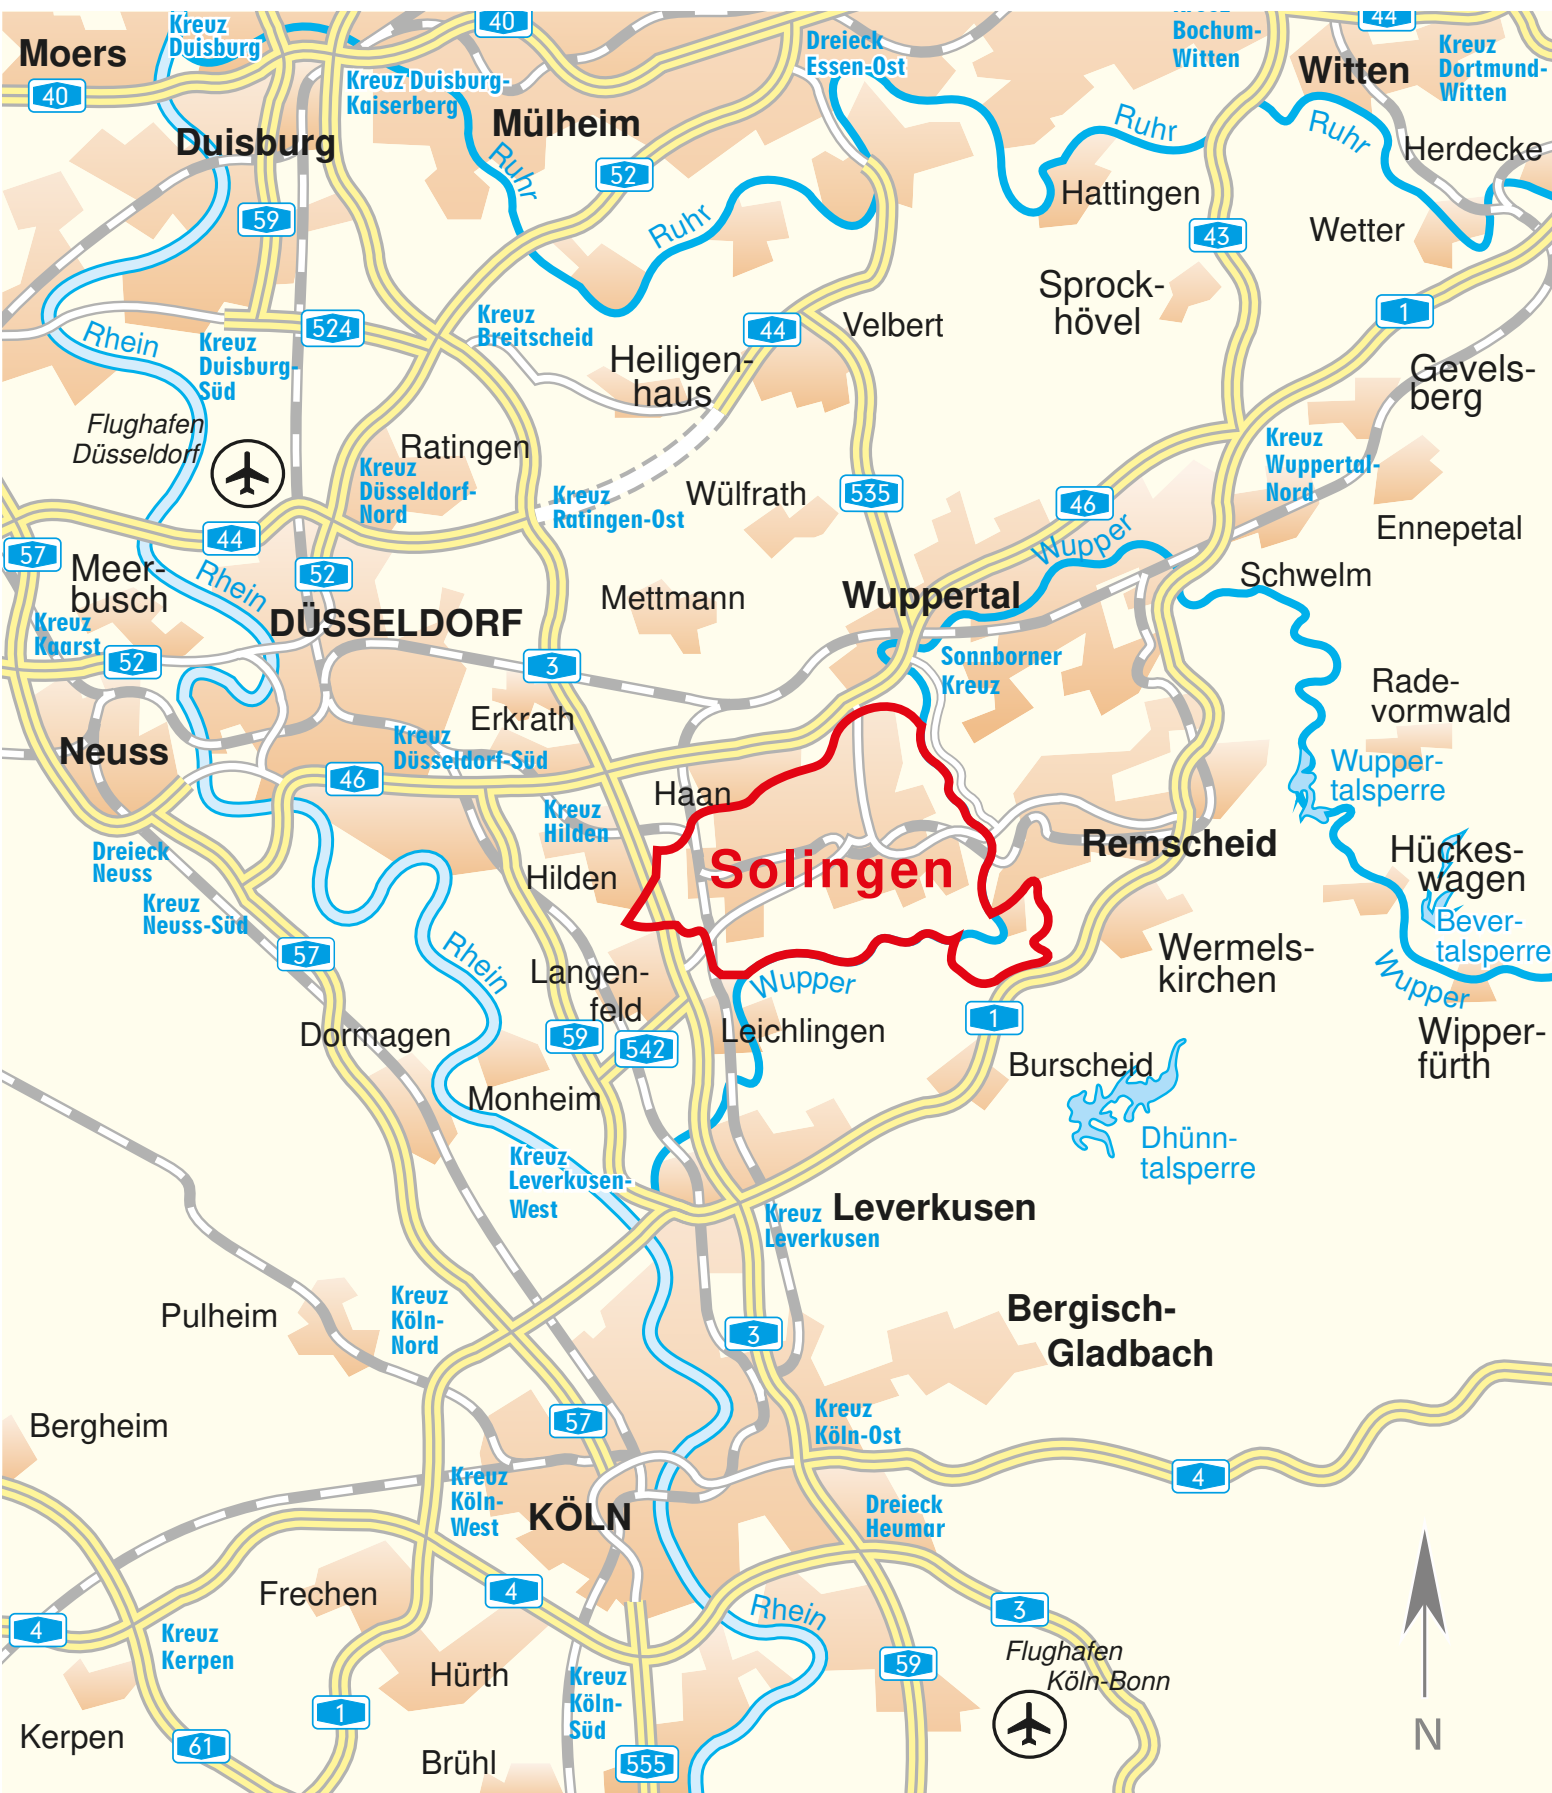 Kreuz
Duisburg
40
Moers
40
Kreuz Duisburg-
Kaiserberg
Duisburg
Mülheim
Dreieck
Essen-Ost
Bochum-
Witten
44
Witten
Kreuz
Dortmund-
Witten
Ruhr
Ruhr
Herdecke
Ruhr
52
Ruhr
Hattingen
59
43
Wetter
Sprock-
hövel
1
Rhein
524
Kreuz
Duisburg-
Süd
Kreuz
Breitscheid
44
Velbert
Heiligen-
haus
Gevels-
berg
Flughafen
Düsseldorf
Ratingen
Kreuz
Düsseldorf-
Nord
Kreuz
Wuppertal-
Nord
Kreuz
Ratingen-Ost
Wülfrath
535
46
Ennepetal
44
57
Meer-
busch
Rhein
52
Wupper
Schwelm
Mettmann
Wuppertal
DÜSSELDORF
Kreuz
Kaarst
52
3
Sonnborner
Kreuz
Rade-
vormwald
Erkrath
Neuss
Kreuz
Düsseldorf-Süd
46
Wupper-
talsperre
Haan
Kreuz
Hilden
Remscheid
Dreieck
Neuss
Hückes-
wagen
Solingen
Hilden
Kreuz
Neuss-Süd
Bever-
talsperre
57
Rhein
Wermels-
kirchen
Langen-
feld
Wupper
Wupper
1
59
542
Dormagen
Leichlingen
Wipper-
fürth
Burscheid
Monheim
Dhünn-
talsperre
Kreuz
Leverkusen-
West
Kreuz
Leverkusen
Leverkusen
Pulheim
Kreuz
Köln-
Nord
3
Bergisch-
Gladbach
Bergheim
57
Kreuz
Köln-Ost
4
Kreuz
Köln-
West
KÖLN
Dreieck
Heumar
Frechen
4
Rhein
3
4
Kreuz
Kerpen
Hürth
Kreuz
Köln-
Süd
59
Flughafen
Köln-Bonn
1
Kerpen
61
Brühl
555
N